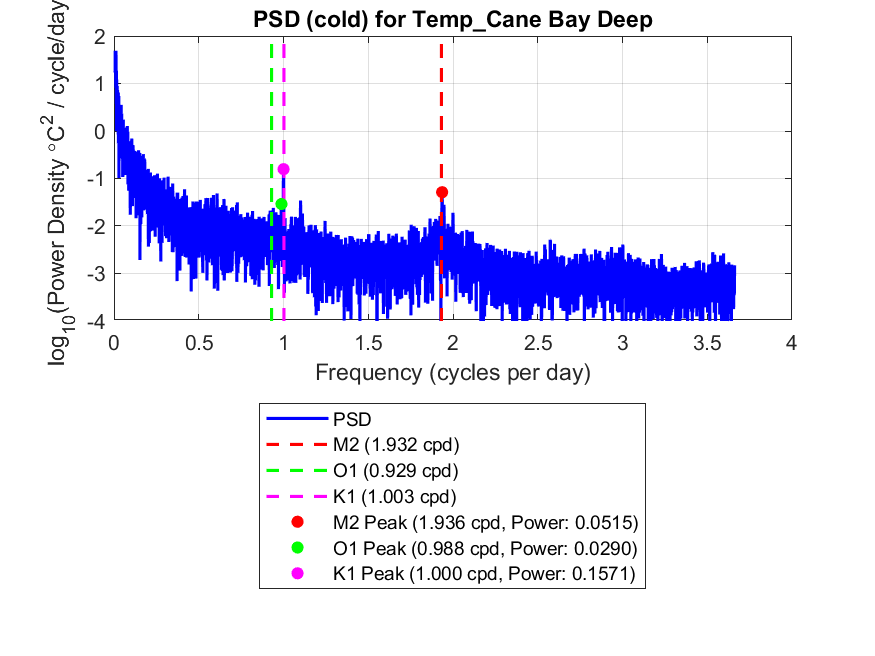 PSD (cold) for Temp_Cane Bay Deep
log10(Power Density °C2 / cycle/day
2
1
0
-1
-2
-3
-4
0 0.5 1 1.5 2 2.5 3 3.5 4
Frequency (cycles per day)
PSD
M2 (1.932 cpd)
O1 (0.929 cpd)
K1 (1.003 cpd)
M2 Peak (1.936 cpd, Power: 0.0515)
O1 Peak (0.988 cpd, Power: 0.0290)
K1 Peak (1.000 cpd, Power: 0.1571)